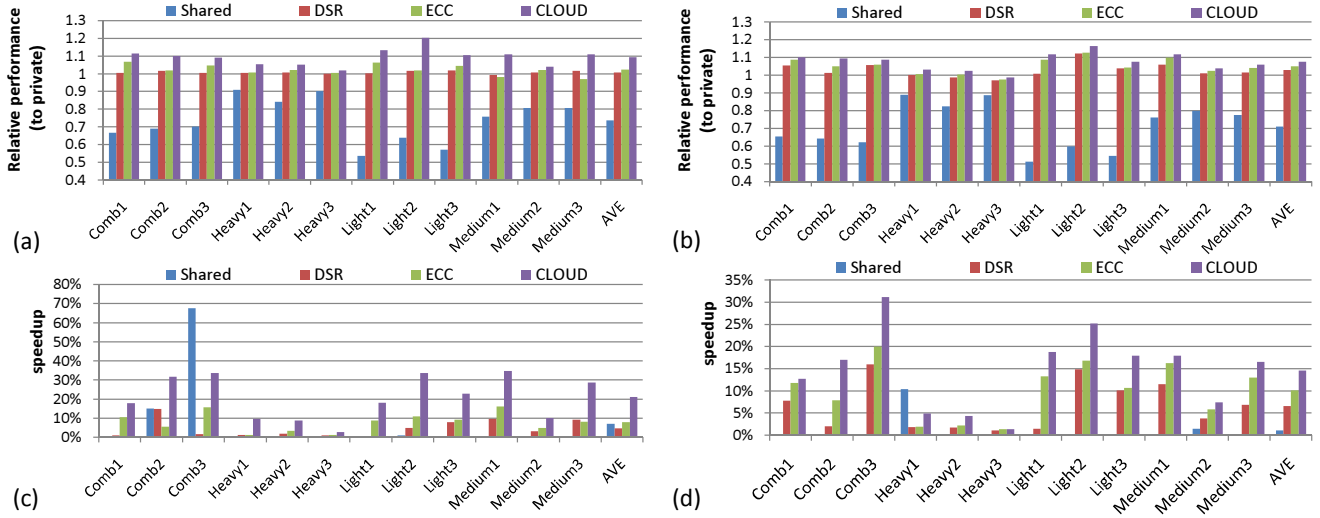 Shared DSR ECC CLOUD
Relative performance
(to private)
1.3
1.2
1.1
1
0.9
0.8
0.7
0.6
0.5
0.4
Comb1 Comb2 Comb3 Heavy1 Heavy2 Heavy3 Light1 Light2 Light3 Medium1 Medium2 Medium3 AVE
(a)
Shared DSR ECC CLOUD
Relative performance
(to private)
1.3
1.2
1.1
1
0.9
0.8
0.7
0.6
0.5
0.4
Comb1 Comb2 Comb3 Heavy1 Heavy2 Heavy3 Light1 Light2 Light3 Medium1 Medium2 Medium3 AVE
(b)
Shared DSR ECC CLOUD
speedup
80%
70%
60%
50%
40%
30%
20%
10%
0%
Comb1 Comb2 Comb3 Heavy1 Heavy2 Heavy3 Light1 Light2 Light3 Medium1 Medium2 Medium3 AVE
(c)
Shared DSR ECC CLOUD
speedup
35%
30%
25%
20%
15%
10%
5%
0%
Comb1 Comb2 Comb3 Heavy1 Heavy2 Heavy3 Light1 Light2 Light3 Medium1 Medium2 Medium3 AVE
(d)